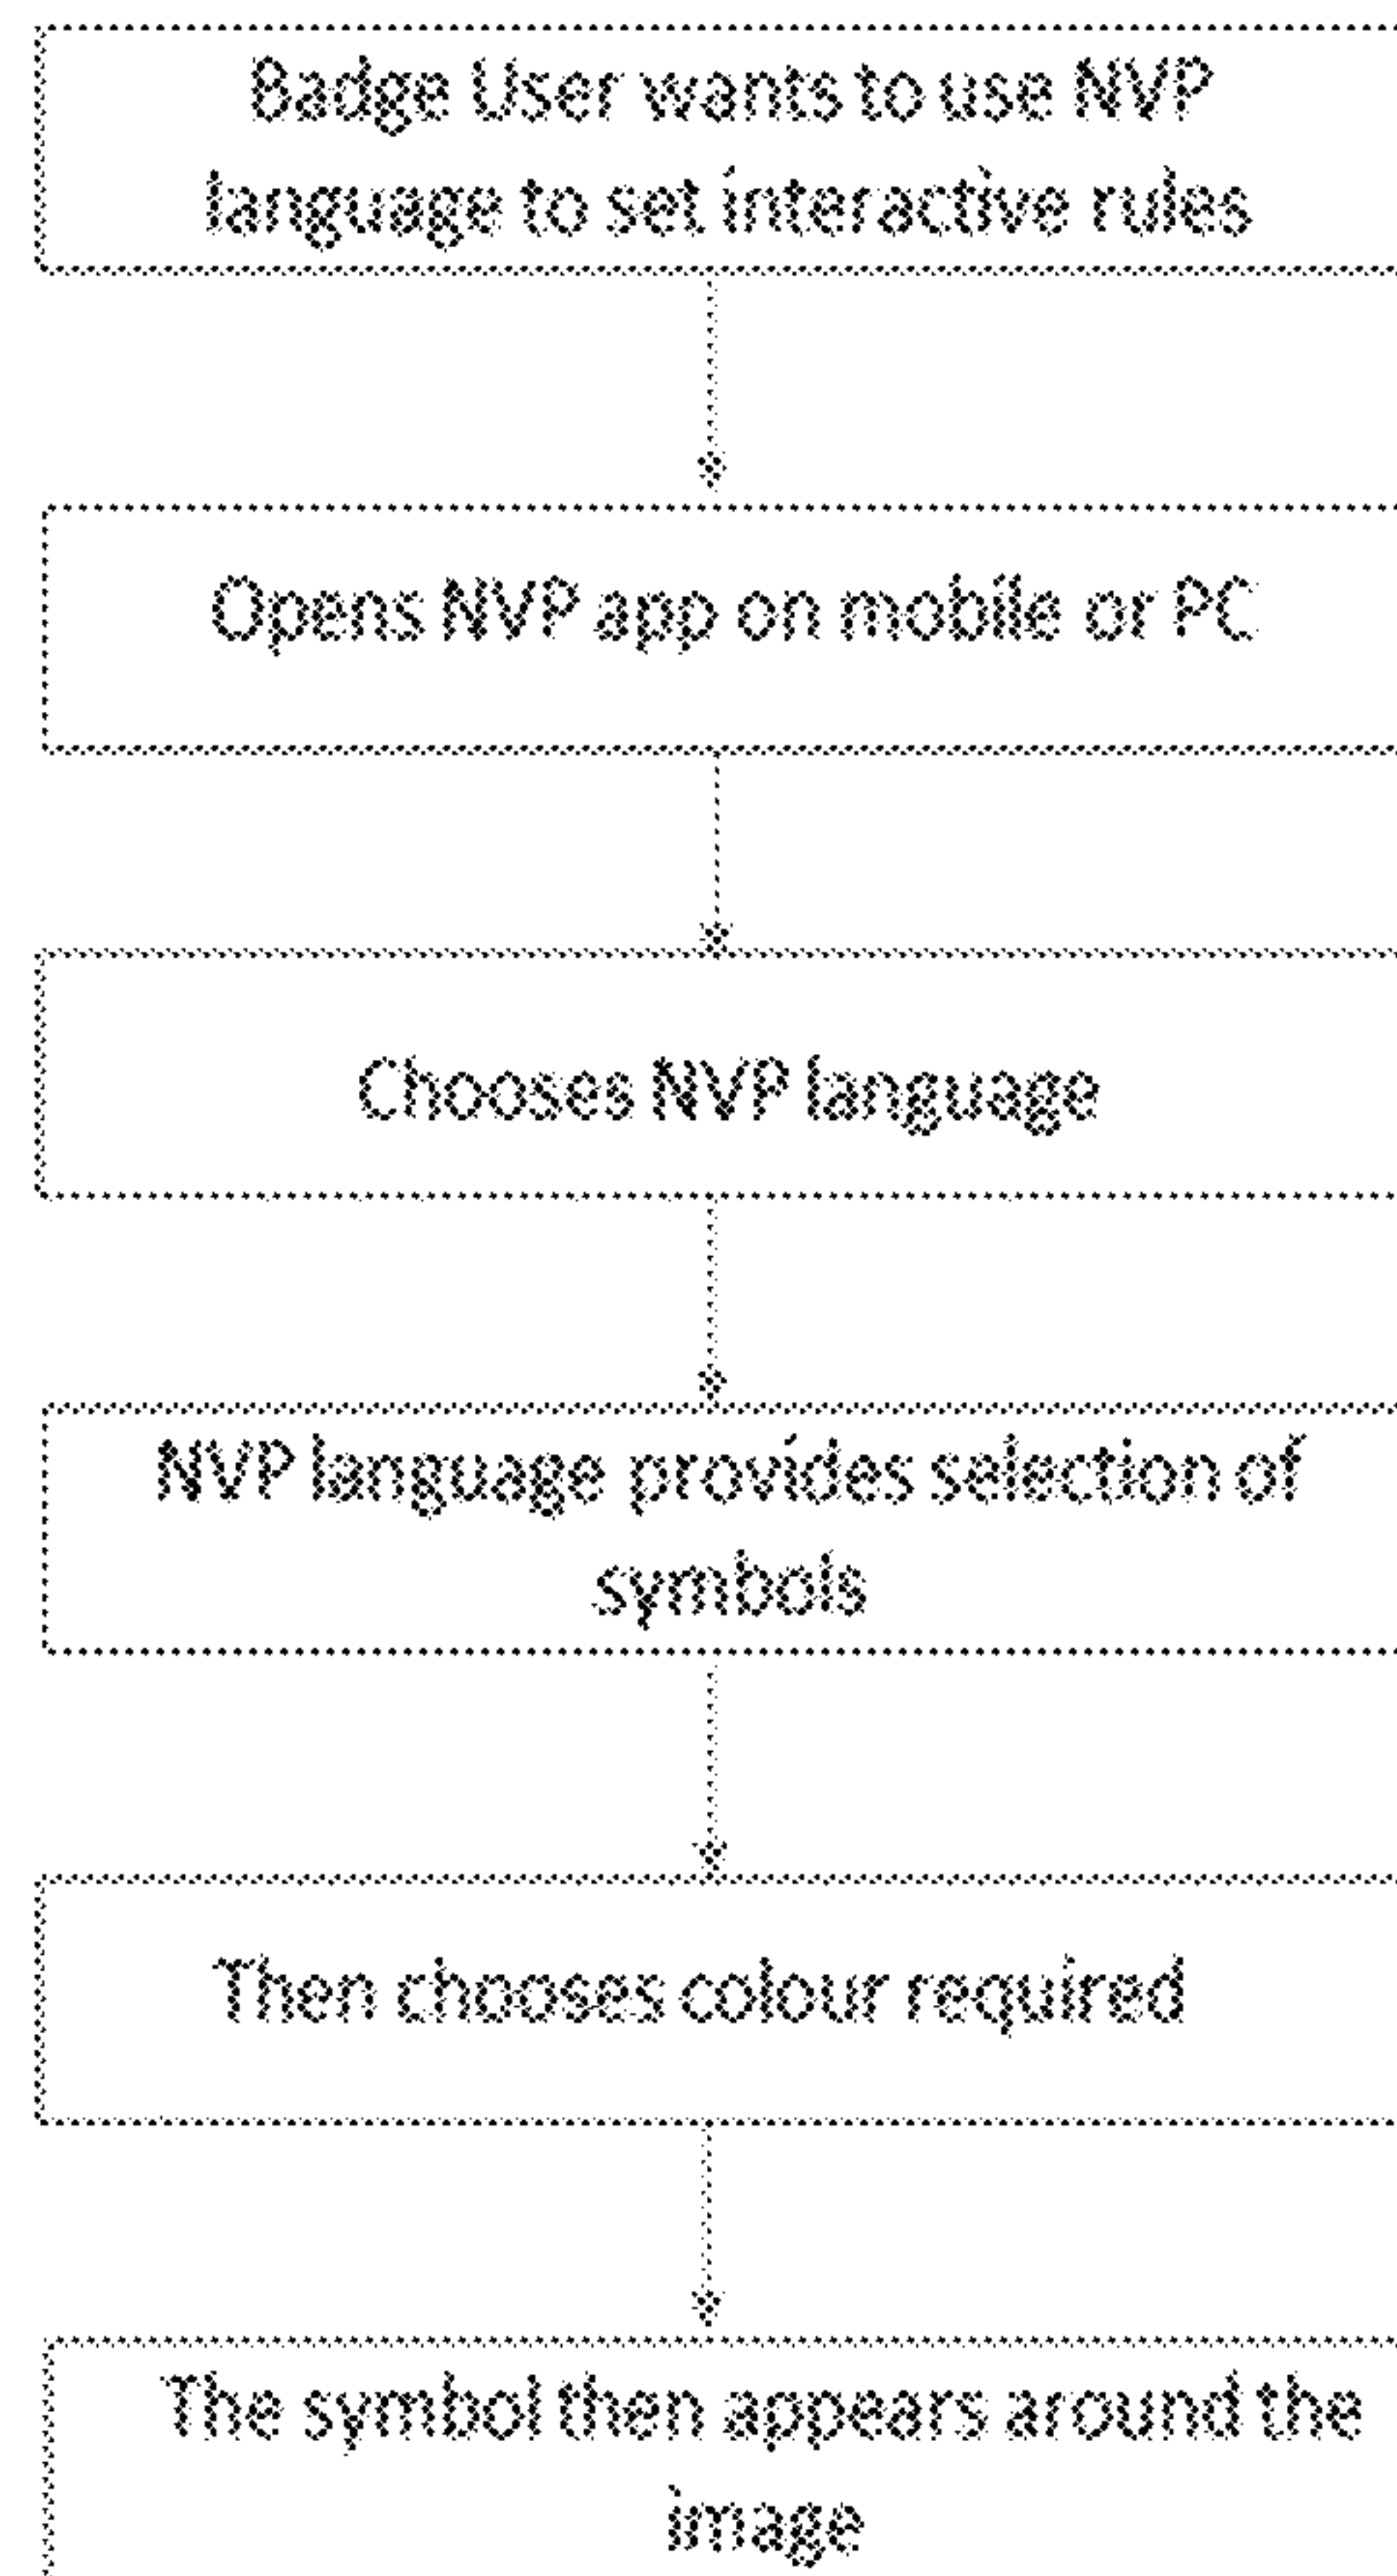 Badge User wants to use NVP
language to set interactive rules
Opens NVP app on mobile or PC
Chooses NVP language
NVP language provides selection of
symbols
Then chooses colour required
The symbol then appears around the
image